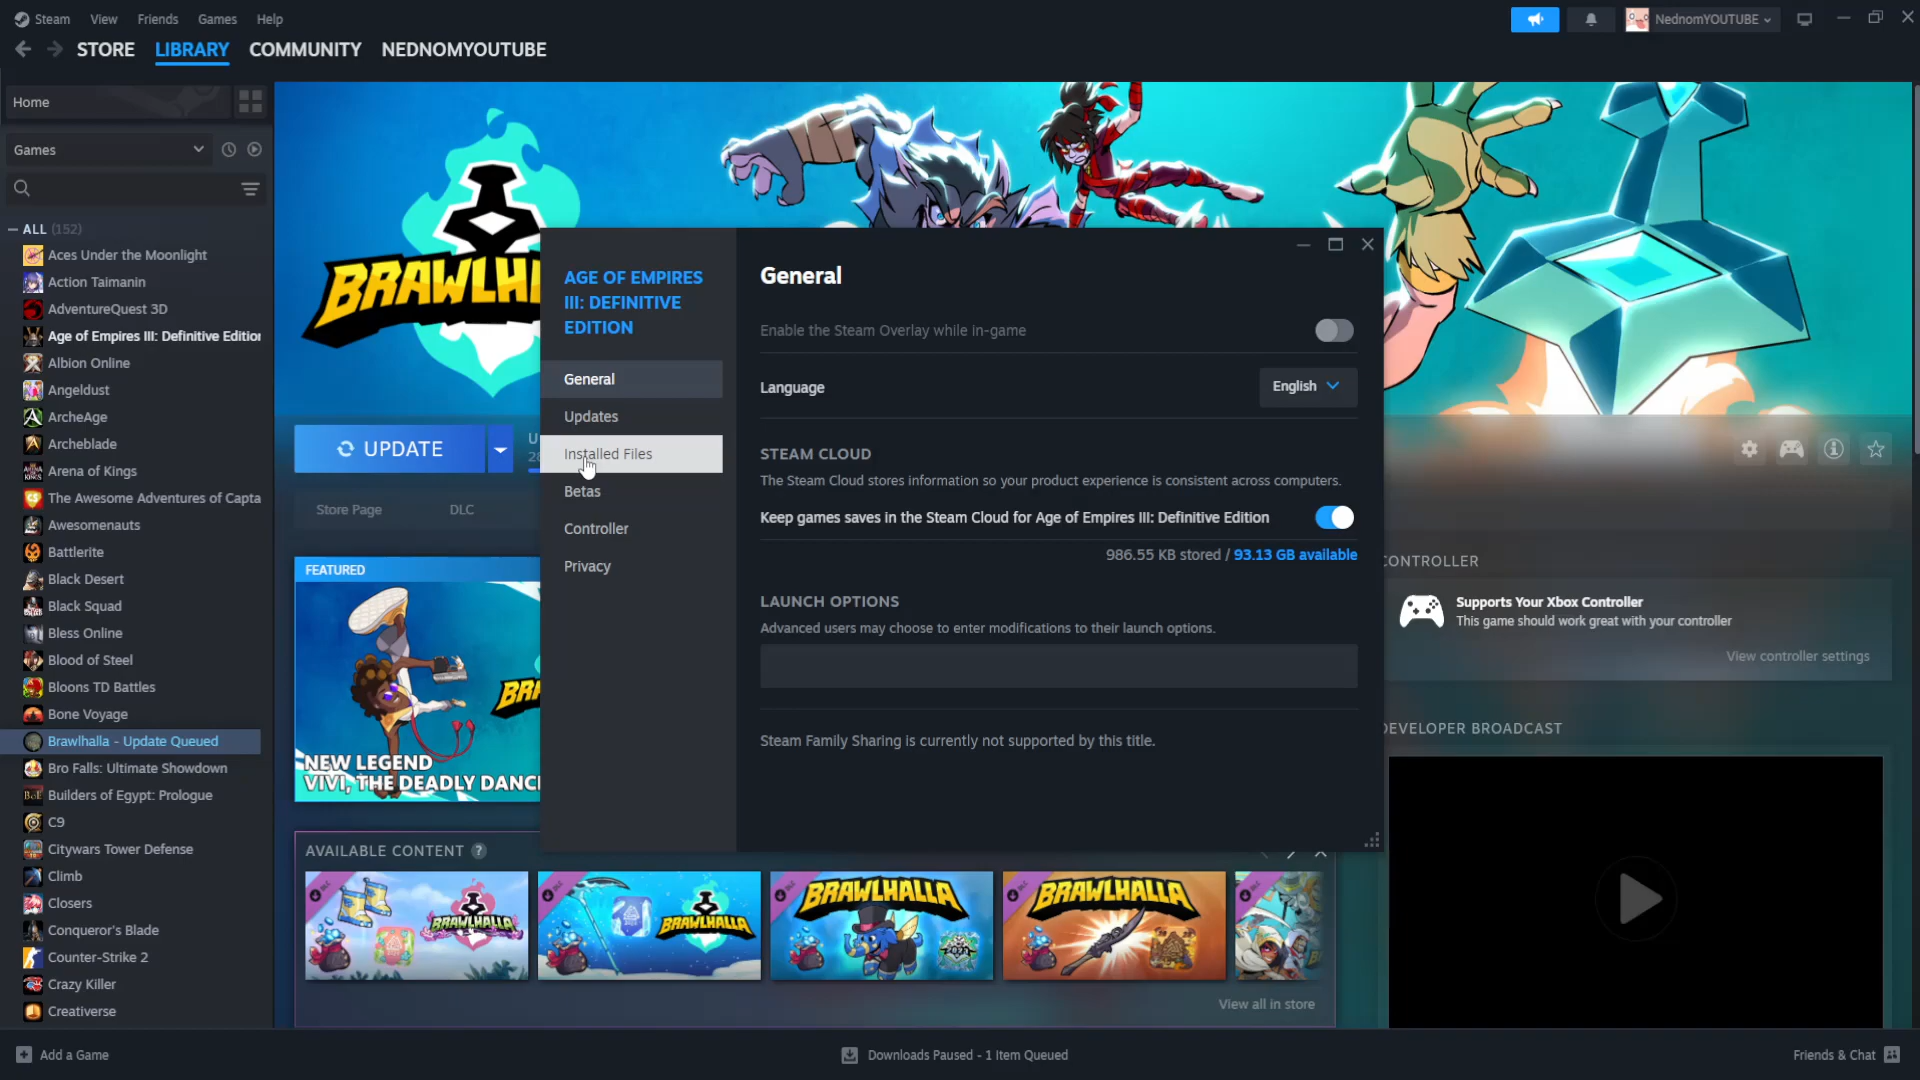 Steam View Friends Games Help
NednomYOUTUBE
STORE LIBRARY COMMUNITY NEDNOMYOUTUBE
Home
Games
ALL (152)
Aces Under the Moonlight
Action Taimanin
AdventureQuest 3D
Age of Empires III: Definitive Edition
Albion Online
Angeldust
ArcheAge
Archeblade
Arena of Kings
The Awesome Adventures of Capta
Awesomenauts
Battlerite
Black Desert
Black Squad
Bless Online
Blood of Steel
Bloons TD Battles
Bone Voyage
Brawlhalla - Update Queued
Bro Falls: Ultimate Showdown
Builders of Egypt: Prologue
C9
Citywars Tower Defense
Climb
Closers
Conqueror's Blade
Counter-Strike 2
Crazy Killer
Creativerse
BRAWLH
UPDATE
Store Page DLC
FEATURED
NEW LEGEND
VIVI, THE DEADLY DANC
AVAILABLE CONTENT ?
BRAWLHALLA
BRAWLHALLA
BRAWLHALLA
BRAWLHALLA
View all in store
AGE OF EMPIRES
III: DEFINITIVE
EDITION
General
Updates
Installed Files
Betas
Controller
Privacy
General
Enable the Steam Overlay while in-game
Language English
STEAM CLOUD
The Steam Cloud stores information so your product experience is consistent across computers.
Keep games saves in the Steam Cloud for Age of Empires III: Definitive Edition
986.55 KB stored / 93.13 GB available
LAUNCH OPTIONS
Advanced users may choose to enter modifications to their launch options.
Steam Family Sharing is currently not supported by this title.
CONTROLLER
Supports Your Xbox Controller
This game should work great with your controller
View controller settings
DEVELOPER BROADCAST
Add a Game
Downloads Paused - 1 Item Queued
Friends & Chat